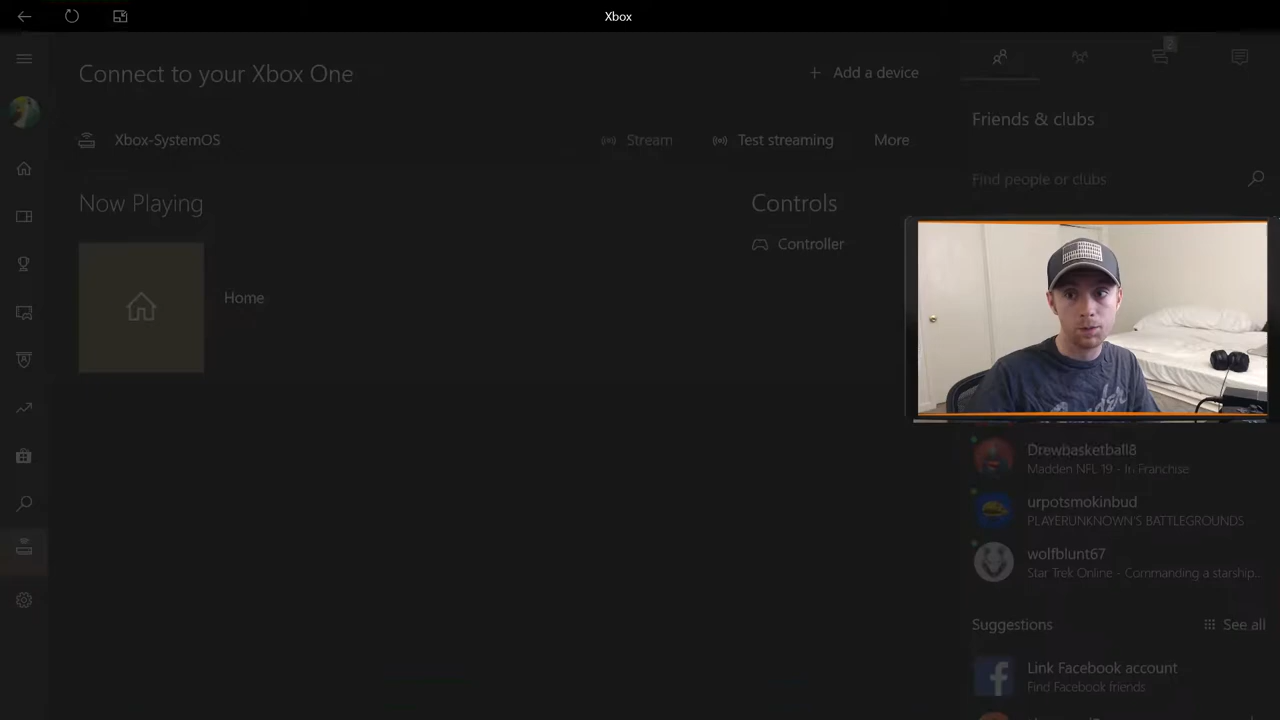 Xbox
Connect to your Xbox One
Add a device
Xbox-SystemOS
Stream
Test streaming
More
Now Playing
Controls
Controller
Home
2
Friends & clubs
Find people or clubs
Drewbasketball8
Madden NFL 19 - In Franchise
urpotsmokinbud
PLAYERUNKNOWN'S BATTLEGROUNDS
wolfblunt67
Star Trek Online - Commanding a starship...
Suggestions
See all
Link Facebook account
Find Facebook friends